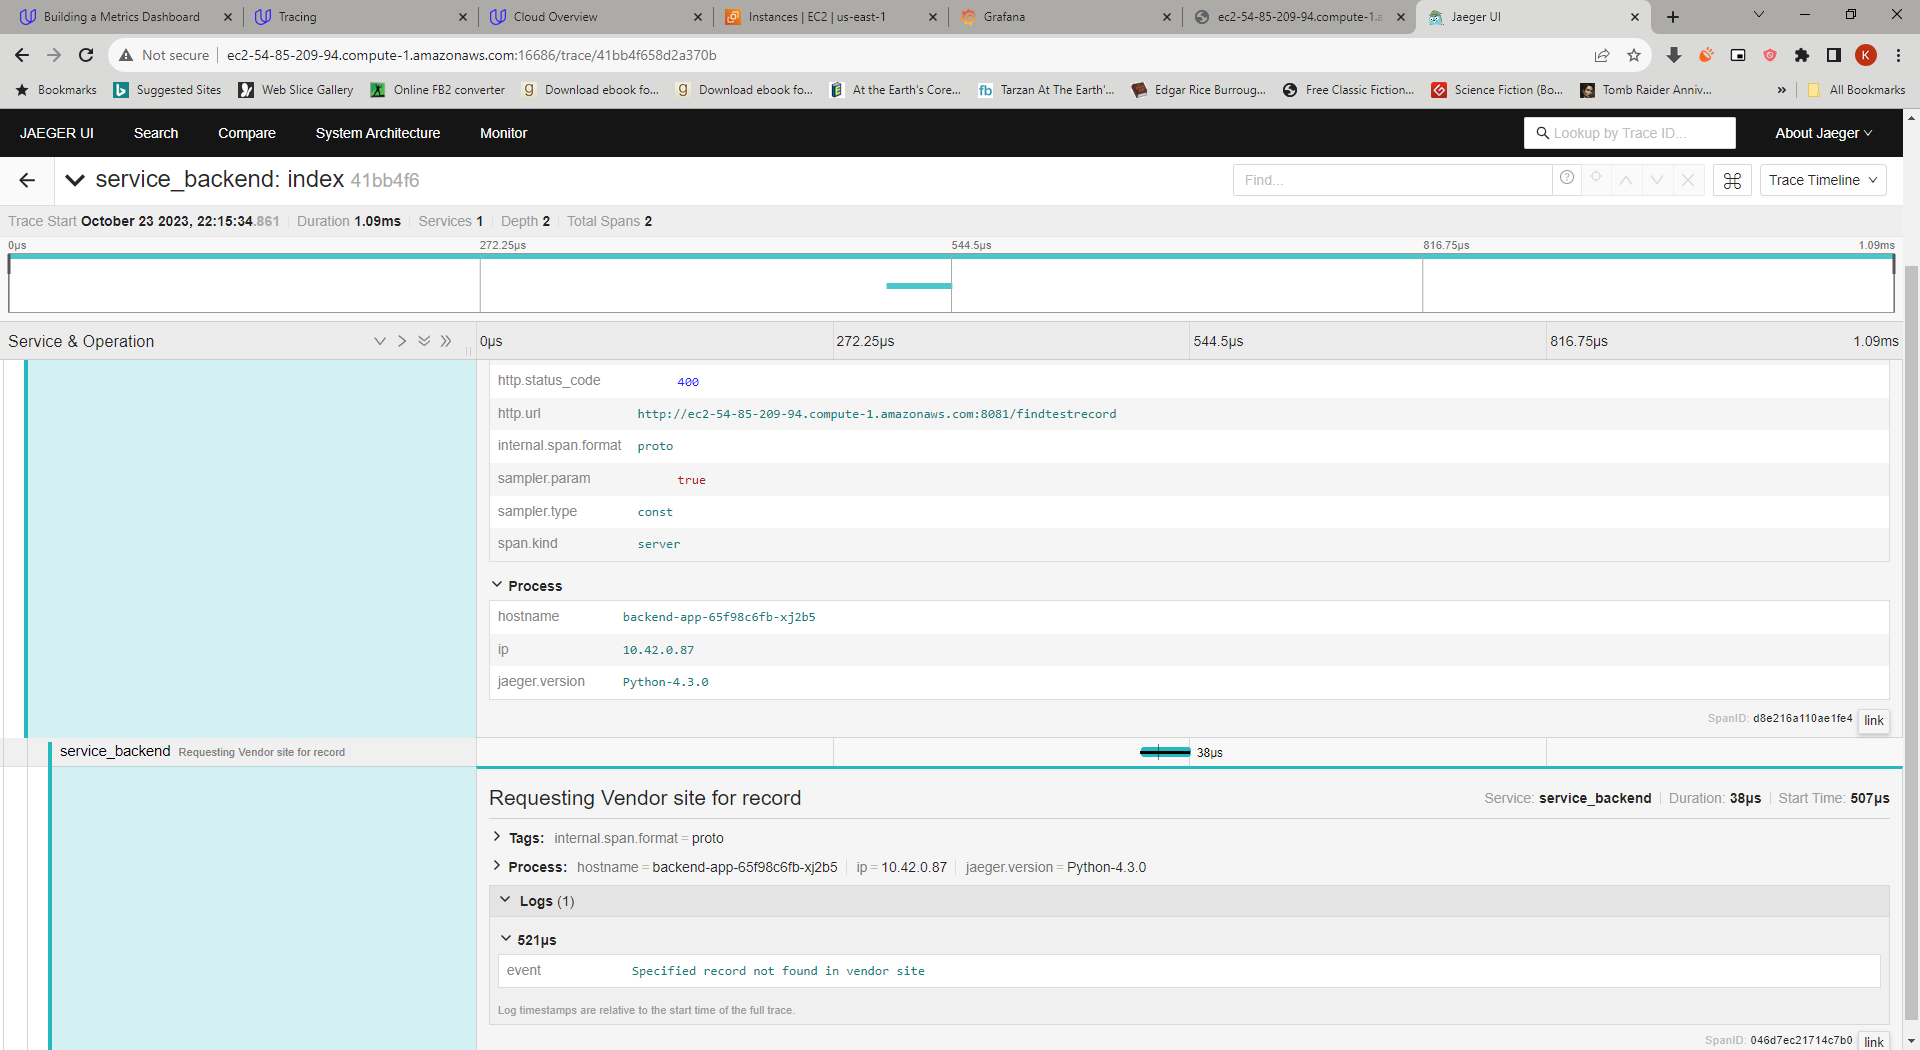 Building a Metrics Dashboard
Tracing
Cloud Overview
Instances | EC2 | us-east-1
Grafana
ec2-54-85-209-94.compute-1.a
Jaeger UI
Not secure
ec2-54-85-209-94.compute-1.amazonaws.com:16686/trace/41bb4f658d2a370b
K
Bookmarks
Suggested Sites
Web Slice Gallery
Online FB2 converter
Download ebook fo...
Download ebook fo...
At the Earth's Core...
Tarzan At The Earth'...
Edgar Rice Burroug...
Free Classic Fiction...
Science Fiction (Bo...
Tomb Raider Anniv...
»
All Bookmarks
JAEGER UI
Search
Compare
System Architecture
Monitor
Lookup by Trace ID...
About Jaeger
service_backend: index 41bb4f6
Find...
Trace Timeline
Trace Start October 23 2023, 22:15:34.861
Duration 1.09ms
Services 1
Depth 2
Total Spans 2
0μs
272.25μs
544.5μs
816.75μs
1.09ms
Service & Operation
0μs
272.25μs
544.5μs
816.75μs
1.09ms
http.status_code 400
http.url http://ec2-54-85-209-94.compute-1.amazonaws.com:8081/findtestrecord
internal.span.format proto
sampler.param true
sampler.type const
span.kind server
Process
hostname backend-app-65f98c6fb-xj2b5
ip 10.42.0.87
jaeger.version Python-4.3.0
SpanID: d8e216a110ae1fe4
link
service_backend Requesting Vendor site for record
38μs
Requesting Vendor site for record
Service: service_backend
Duration: 38μs
Start Time: 507μs
Tags: internal.span.format = proto
Process: hostname = backend-app-65f98c6fb-xj2b5 ip = 10.42.0.87 jaeger.version = Python-4.3.0
Logs (1)
521μs
event Specified record not found in vendor site
Log timestamps are relative to the start time of the full trace.
SpanID: 046d7ec21714c7b0
link